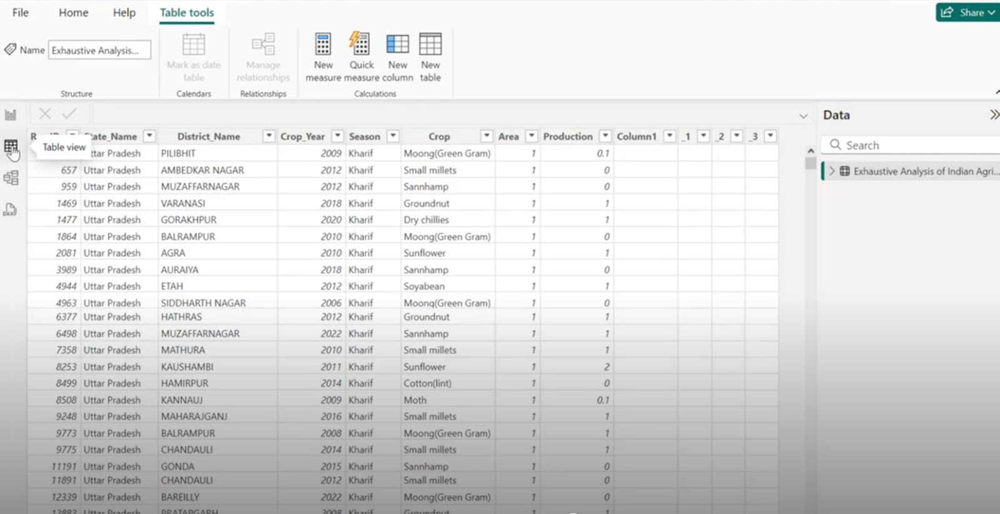 File Home Help Table tools Share
Name Exhaustive Analysis...
Mark as date table
Manage relationships
New measure
Quick measure
New column
New table
Structure Calendars Relationships Calculations
Data
Search
Exhaustive Analysis of Indian Agri...
Table view
State_Name District_Name Crop_Year Season Crop Area Production Column1 _1 _2 _3
Uttar Pradesh PILIBHIT 2009 Kharif Moong(Green Gram) 1 0.1
657 Uttar Pradesh AMBEDKAR NAGAR 2012 Kharif Small millets 1 0
959 Uttar Pradesh MUZAFFARNAGAR 2012 Kharif Sannhamp 1 0
1469 Uttar Pradesh VARANASI 2018 Kharif Groundnut 1 1
1477 Uttar Pradesh GORAKHPUR 2020 Kharif Dry chillies 1 1
1864 Uttar Pradesh BALRAMPUR 2010 Kharif Moong(Green Gram) 1 0
2081 Uttar Pradesh AGRA 2010 Kharif Sunflower 1 1
3989 Uttar Pradesh AURAIYA 2018 Kharif Sannhamp 1 0
4944 Uttar Pradesh ETAH 2012 Kharif Soyabean 1 1
4963 Uttar Pradesh SIDDHARTH NAGAR 2006 Kharif Moong(Green Gram) 1 0
6377 Uttar Pradesh HATHRAS 2012 Kharif Groundnut 1 1
6498 Uttar Pradesh MUZAFFARNAGAR 2022 Kharif Sannhamp 1 1
7358 Uttar Pradesh MATHURA 2010 Kharif Small millets 1 1
8253 Uttar Pradesh KAUSHAMBI 2011 Kharif Sunflower 1 2
8499 Uttar Pradesh HAMIRPUR 2014 Kharif Cotton(lint) 1 0
8508 Uttar Pradesh KANNAUJ 2009 Kharif Moth 1 0.1
9248 Uttar Pradesh MAHARAJGANJ 2016 Kharif Small millets 1 1
9773 Uttar Pradesh BALRAMPUR 2008 Kharif Moong(Green Gram) 1 1
9775 Uttar Pradesh CHANDAULI 2014 Kharif Small millets 1 1
11191 Uttar Pradesh GONDA 2015 Kharif Sannhamp 1 0
11891 Uttar Pradesh CHANDAULI 2012 Kharif Small millets 1 0
12339 Uttar Pradesh BAREILLY 2022 Kharif Moong(Green Gram) 1 0
Uttar Pradesh PRATAPGARH 2008 Kharif Groundnut 1 1